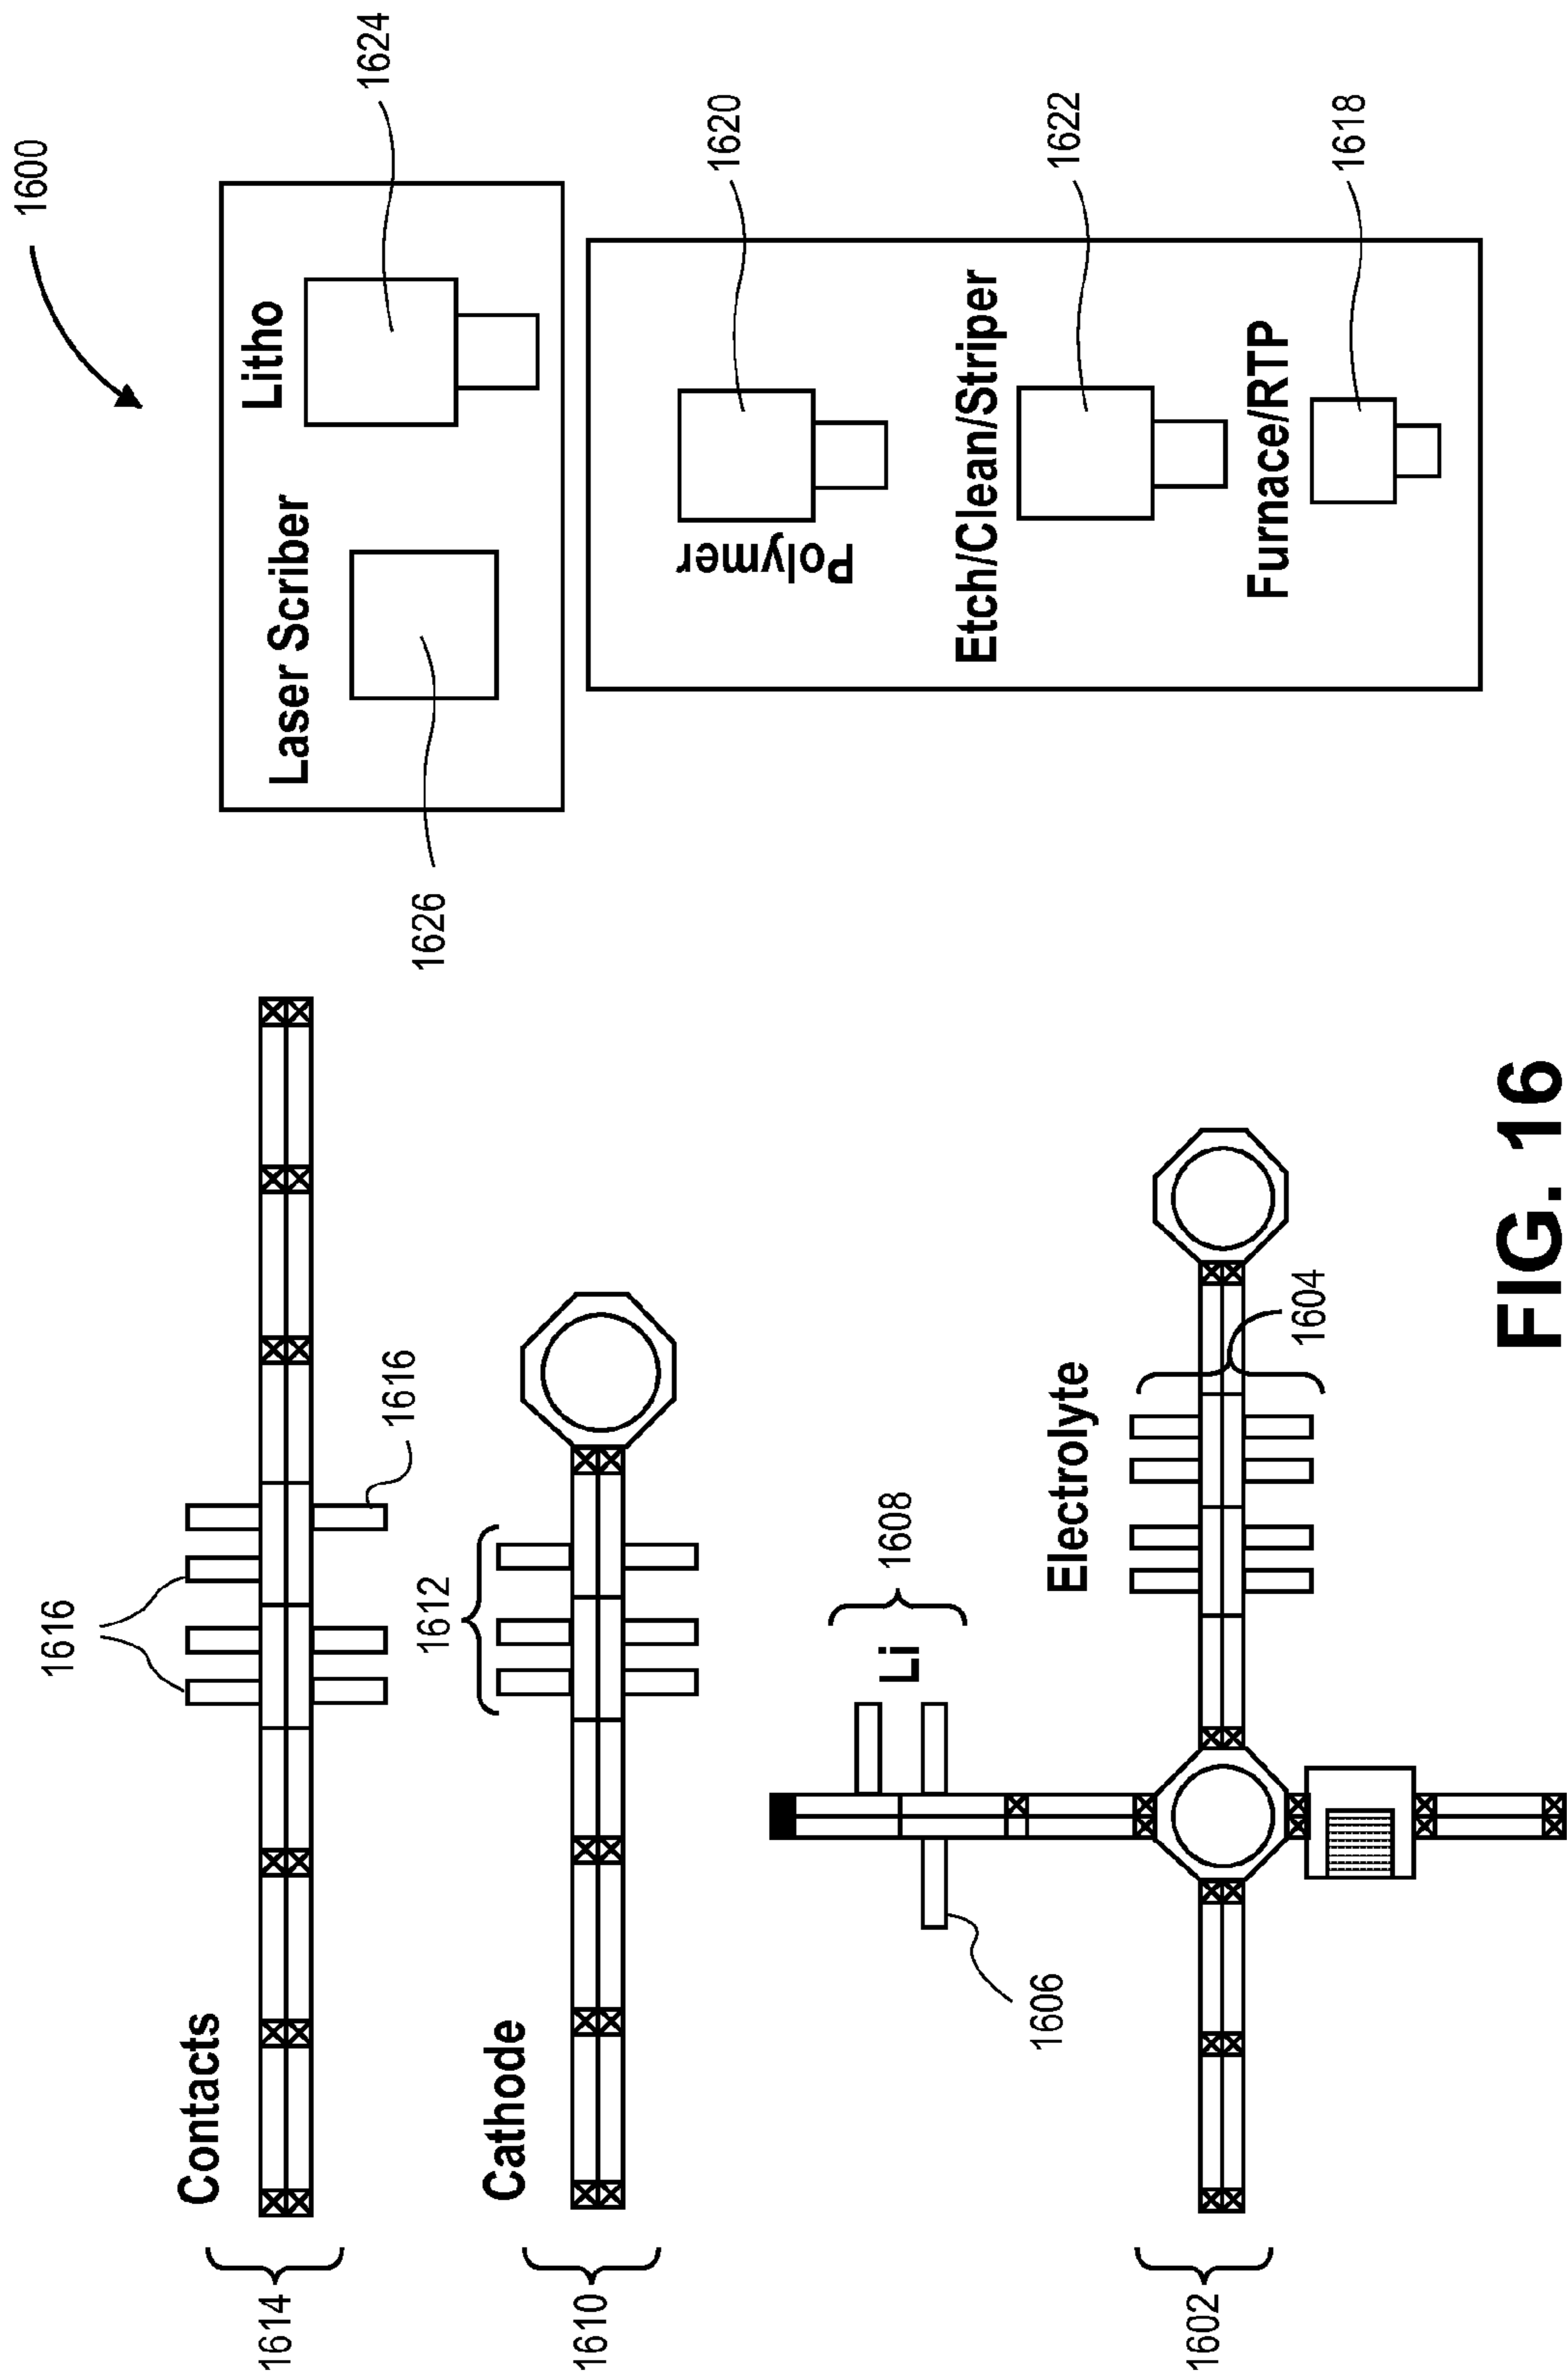 1600
Contacts
1614
1616
1616
Laser Scriber
Litho
1626
1624
Cathode
1610
1612
Polymer
1620
Etch/Clean/Striper
1622
Furnace/RTP
1618
Li
1608
1606
Electrolyte
1604
1602
FIG. 16